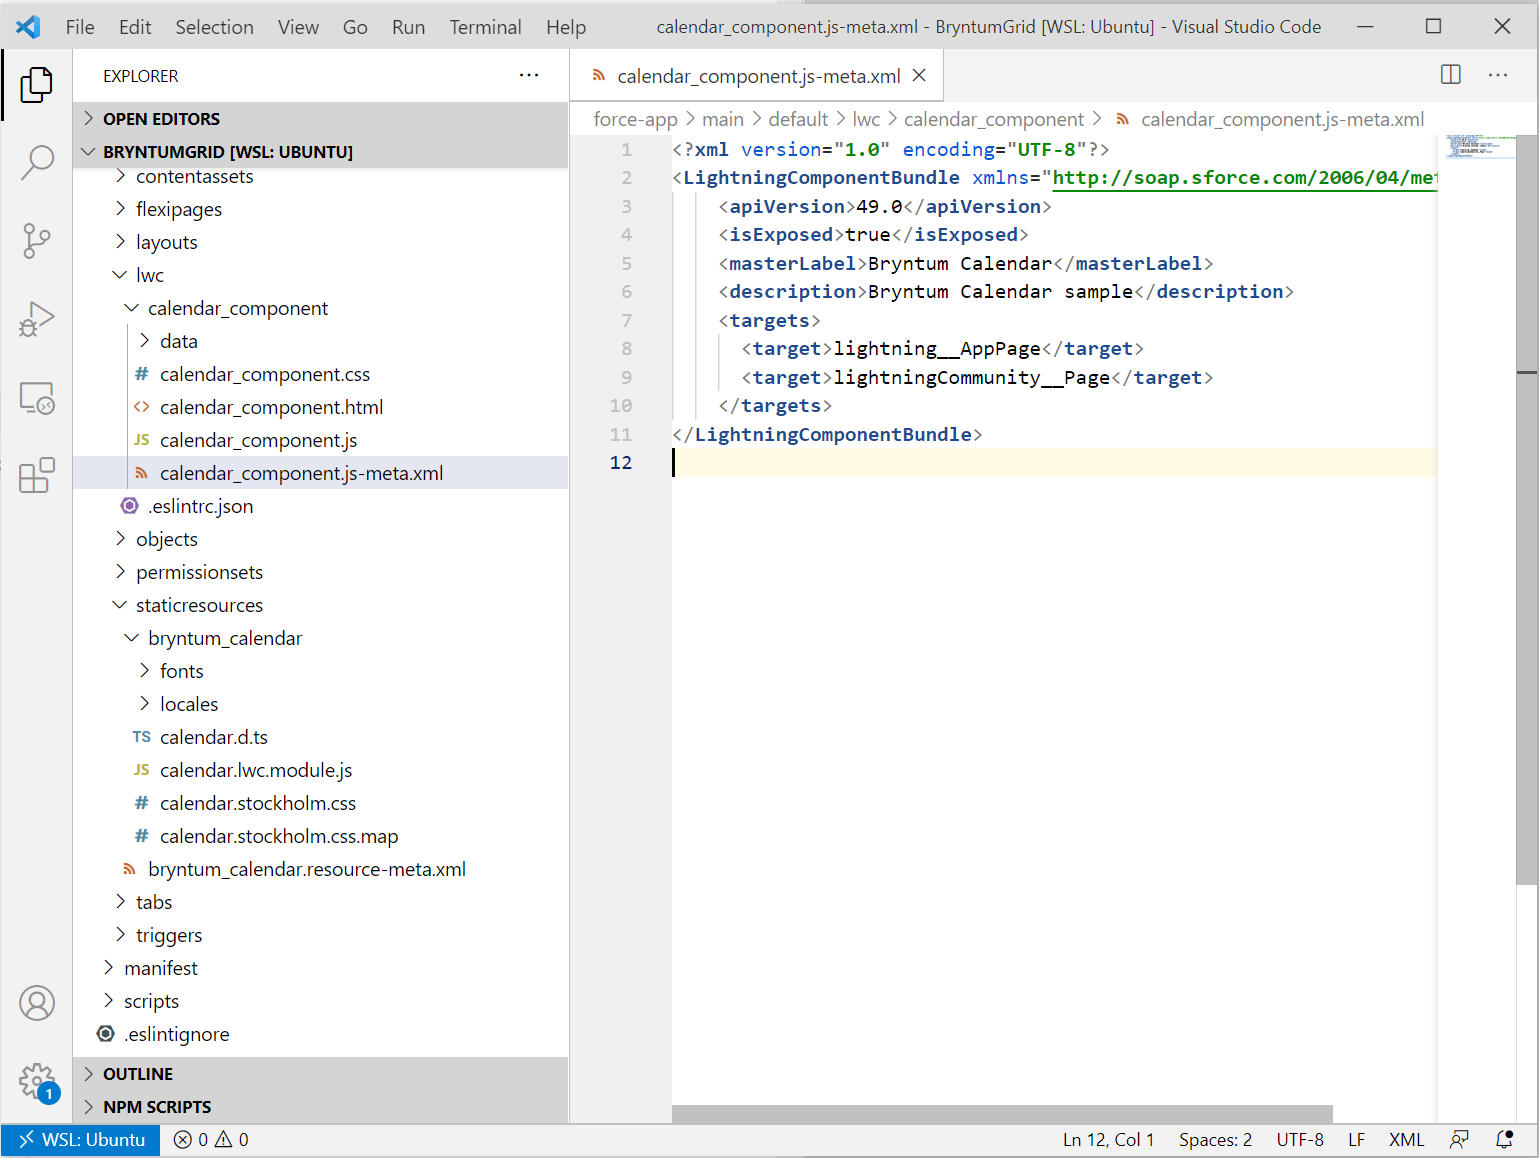 File Edit Selection View Go Run Terminal Help calendar_component.js-meta.xml - BryntumGrid [WSL: Ubuntu] - Visual Studio Code
EXPLORER
OPEN EDITORS
BRYNTUMGRID [WSL: UBUNTU]
contentassets
flexipages
layouts
lwc
calendar_component
data
# calendar_component.css
<> calendar_component.html
JS calendar_component.js
calendar_component.js-meta.xml
.eslintrc.json
objects
permissionsets
staticresources
bryntum_calendar
fonts
locales
TS calendar.d.ts
JS calendar.lwc.module.js
# calendar.stockholm.css
# calendar.stockholm.css.map
bryntum_calendar.resource-meta.xml
tabs
triggers
manifest
scripts
.eslintignore
OUTLINE
NPM SCRIPTS
1
calendar_component.js-meta.xml
force-app > main > default > lwc > calendar_component > calendar_component.js-meta.xml
1 <?xml version="1.0" encoding="UTF-8"?>
2 <LightningComponentBundle xmlns="http://soap.sforce.com/2006/04/met
3 <apiVersion>49.0</apiVersion>
4 <isExposed>true</isExposed>
5 <masterLabel>Bryntum Calendar</masterLabel>
6 <description>Bryntum Calendar sample</description>
7 <targets>
8 <target>lightning__AppPage</target>
9 <target>lightningCommunity__Page</target>
10 </targets>
11 </LightningComponentBundle>
12
WSL: Ubuntu 0 0 Ln 12, Col 1 Spaces: 2 UTF-8 LF XML